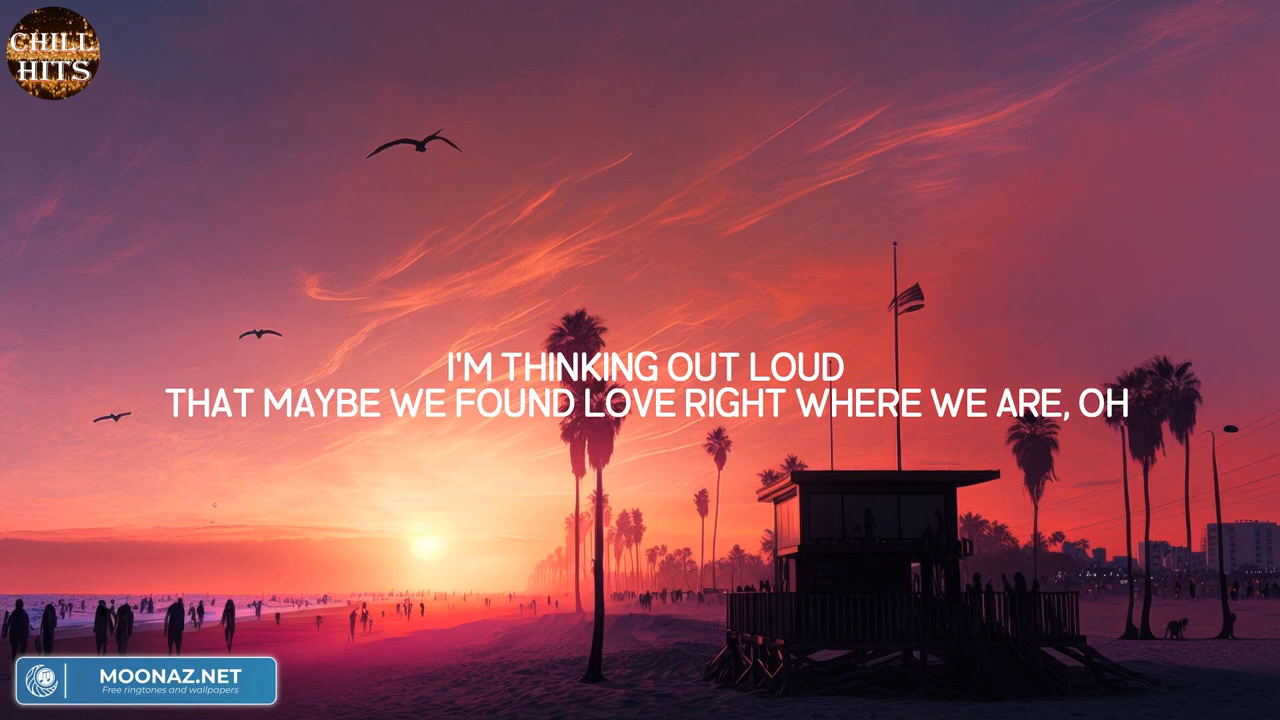 CHILL
HITS
I'M THINKING OUT LOUD
THAT MAYBE WE FOUND LOVE RIGHT WHERE WE ARE, OH
MOONAZ.NET
Free ringtones and wallpapers